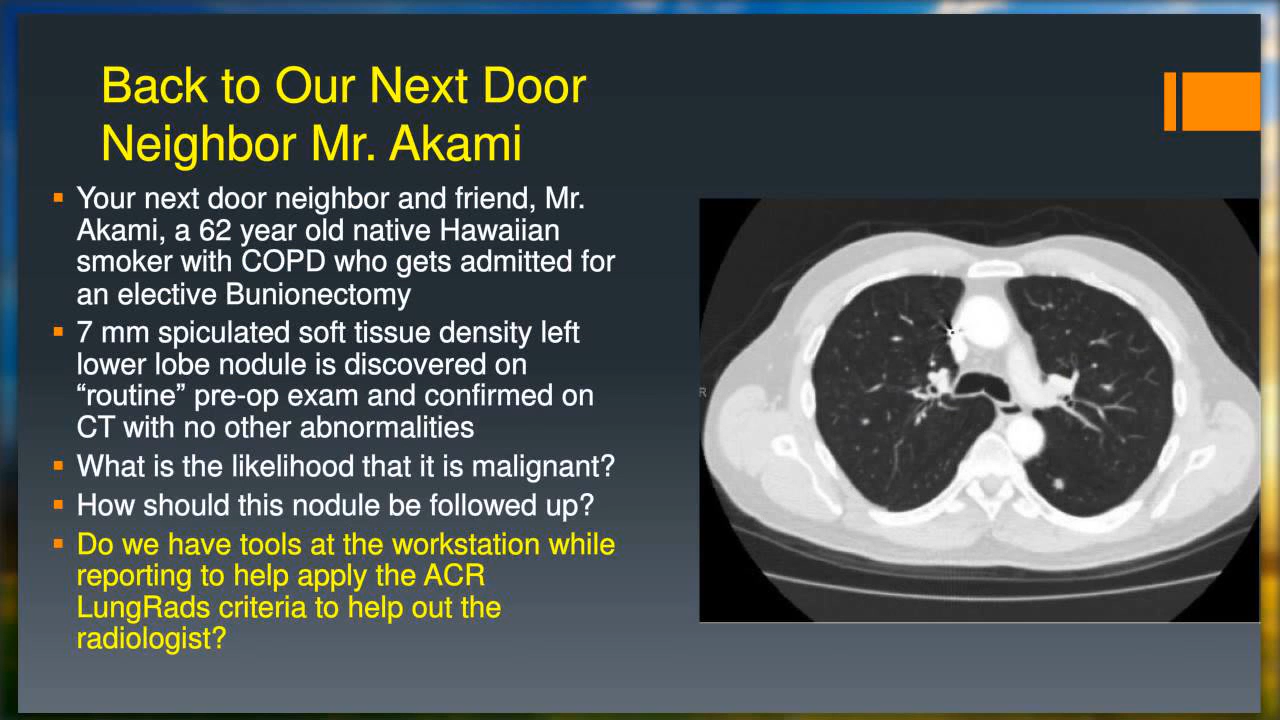 Back to Our Next Door
Neighbor Mr. Akami
▪ Your next door neighbor and friend, Mr.
Akami, a 62 year old native Hawaiian
smoker with COPD who gets admitted for
an elective Bunionectomy
▪ 7 mm spiculated soft tissue density left
lower lobe nodule is discovered on
“routine” pre-op exam and confirmed on
CT with no other abnormalities
▪ What is the likelihood that it is malignant?
▪ How should this nodule be followed up?
▪ Do we have tools at the workstation while
reporting to help apply the ACR
LungRads criteria to help out the
radiologist?
R